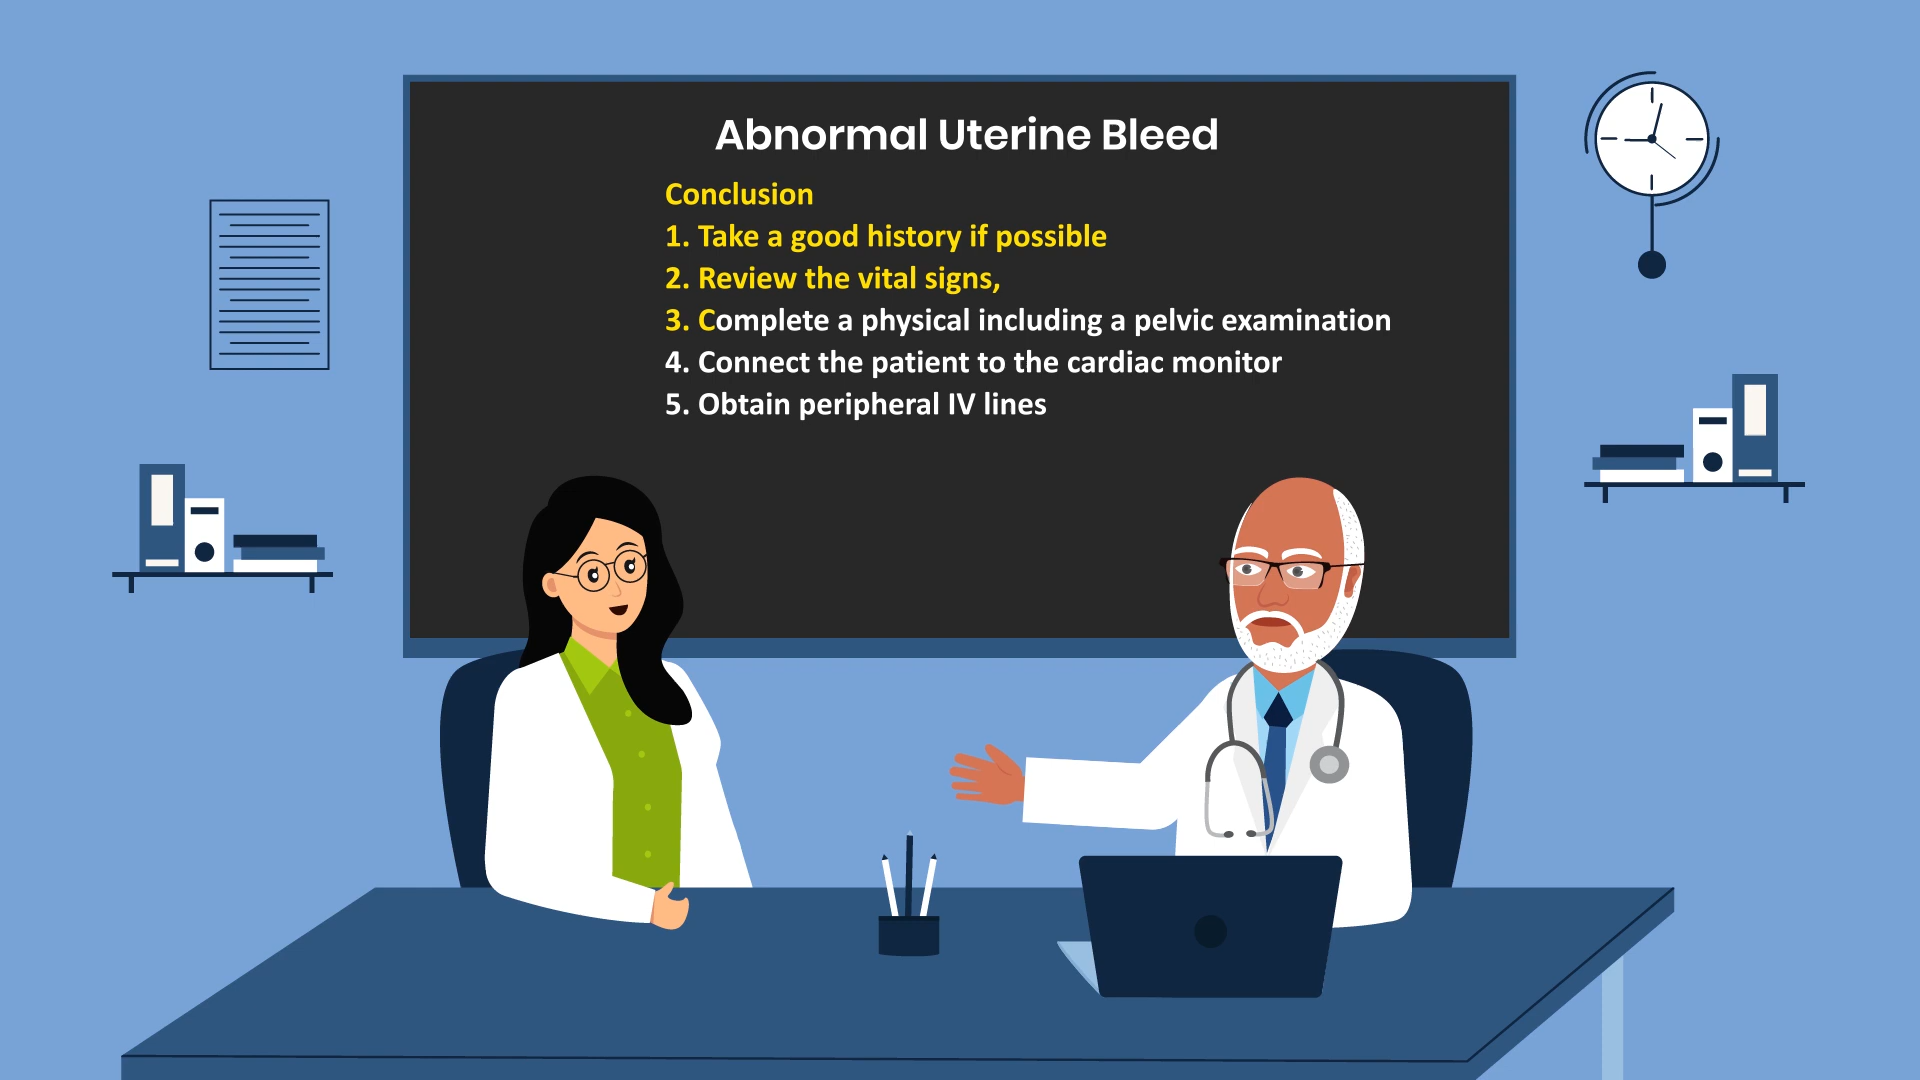 Abnormal Uterine Bleed
Conclusion
1. Take a good history if possible
2. Review the vital signs,
3. Complete a physical including a pelvic examination
4. Connect the patient to the cardiac monitor
5. Obtain peripheral IV lines